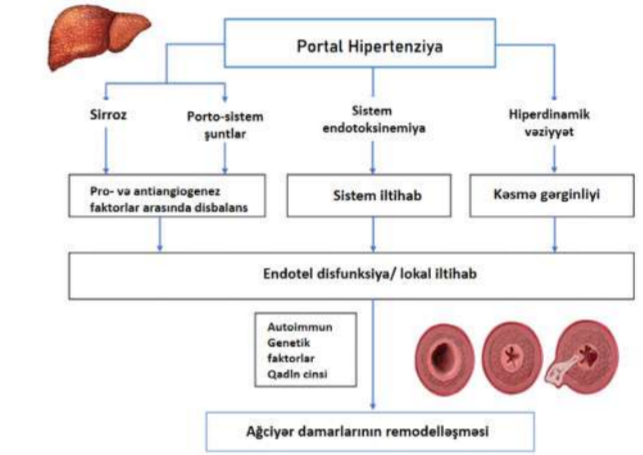 Portal Hipertenziya
Sirroz
Porto-sistem
şuntlar
Sistem
endotoksinemiya
Hiperdinamik
vəziyyət
Pro- və antiangiogenez
faktorlar arasında disbalans
Sistem iltihab
Kəsmə gərginliyi
Endotel disfunksiya/ lokal iltihab
Autoimmun
Genetik
faktorlar
Qadln cinsi
Ağciyər damarlarının remodelləşməsi